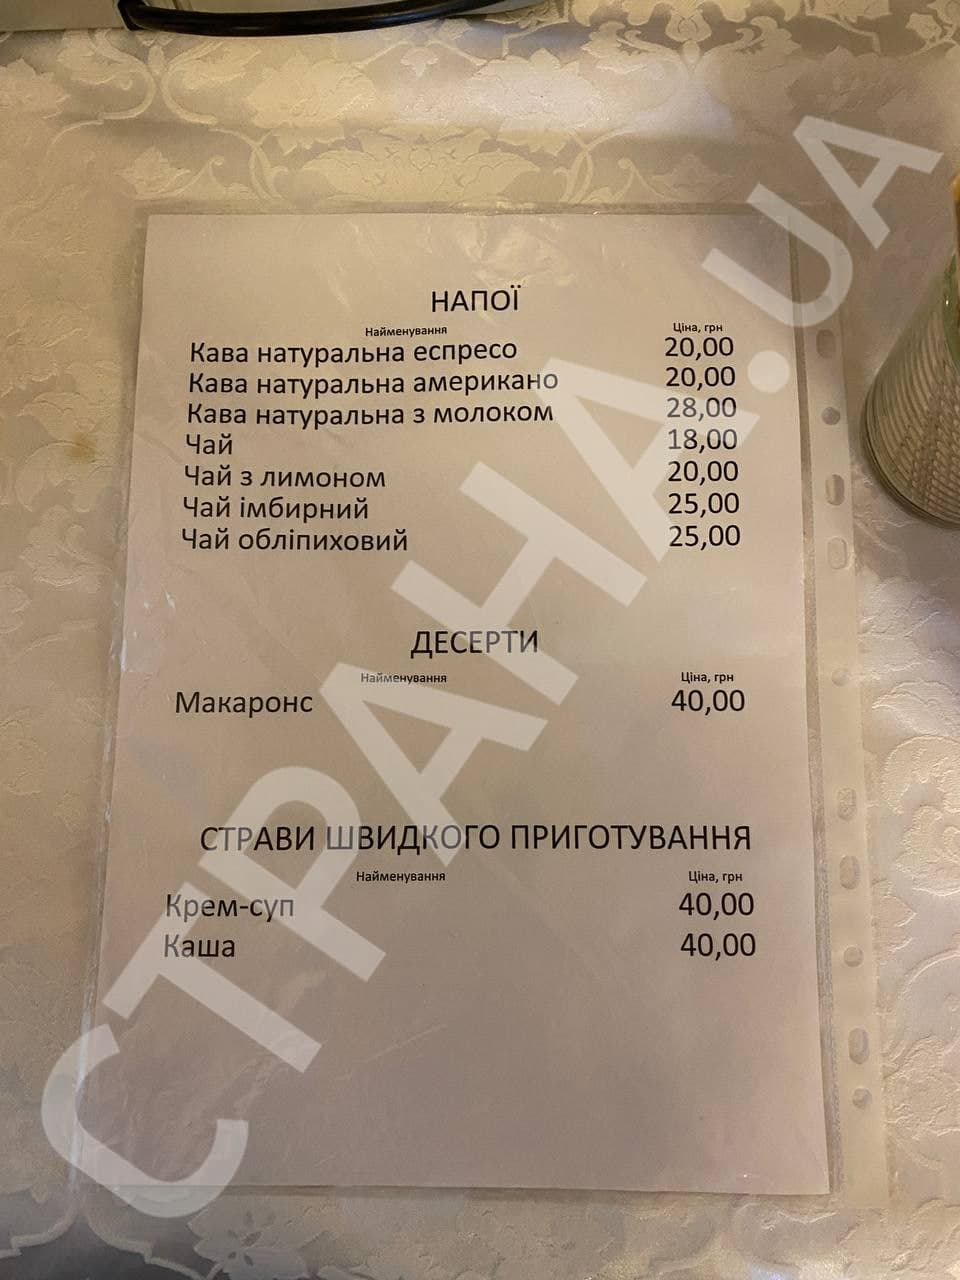 НАПОЇ
Найменування Ціна, грн
Кава натуральна еспресо 20,00
Кава натуральна американо 20,00
Кава натуральна з молоком 28,00
Чай 18,00
Чай з лимоном 20,00
Чай імбирний 25,00
Чай обліпиховий 25,00
ДЕСЕРТИ
Найменування Ціна, грн
Макаронс 40,00
СТРАВИ ШВИДКОГО ПРИГОТУВАННЯ
Найменування Ціна, грн
Крем-суп 40,00
Каша 40,00
СТРАНА.UA